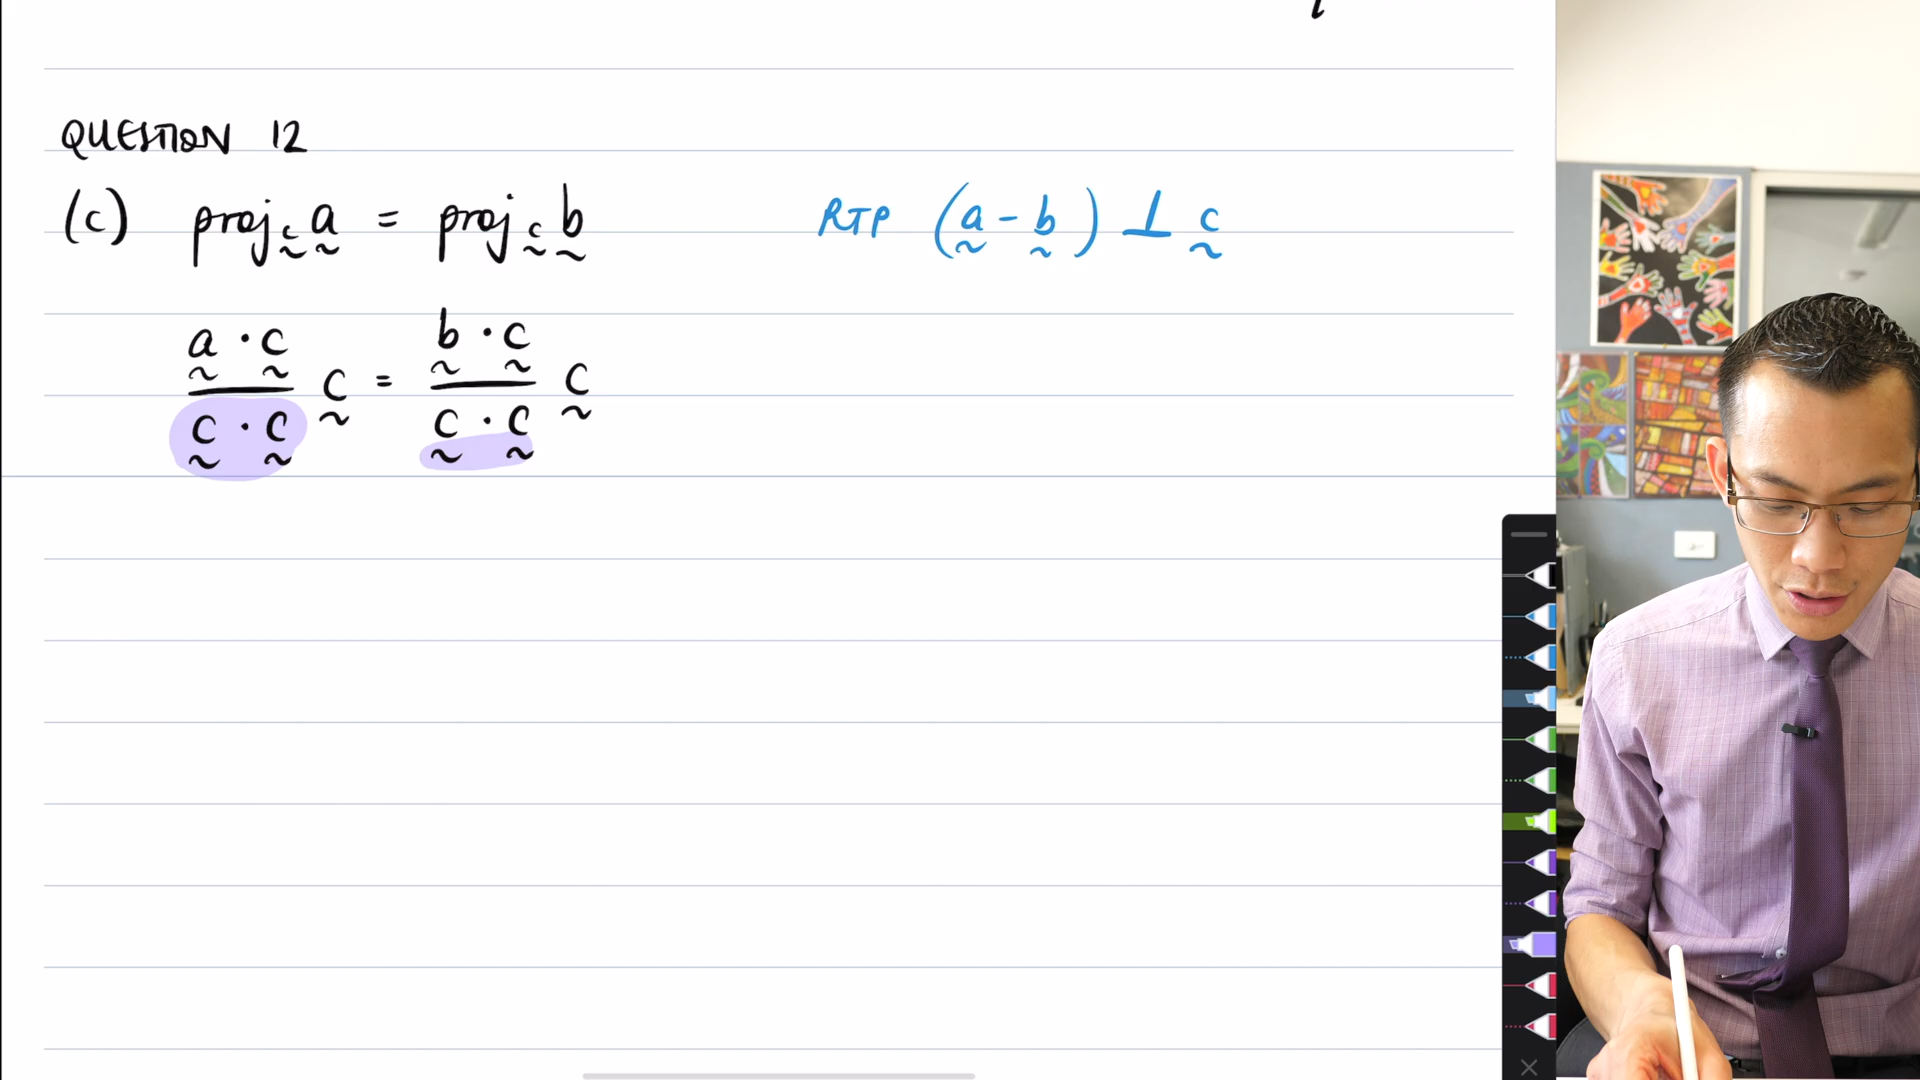 QUESTION 12
(c) proj_c̰ a̰ = proj_c̰ b̰ RTP (a̰ - b̰) ⊥ c̰
a̰ · c̰ / c̰ · c̰ c̰ = b̰ · c̰ / c̰ · c̰ c̰